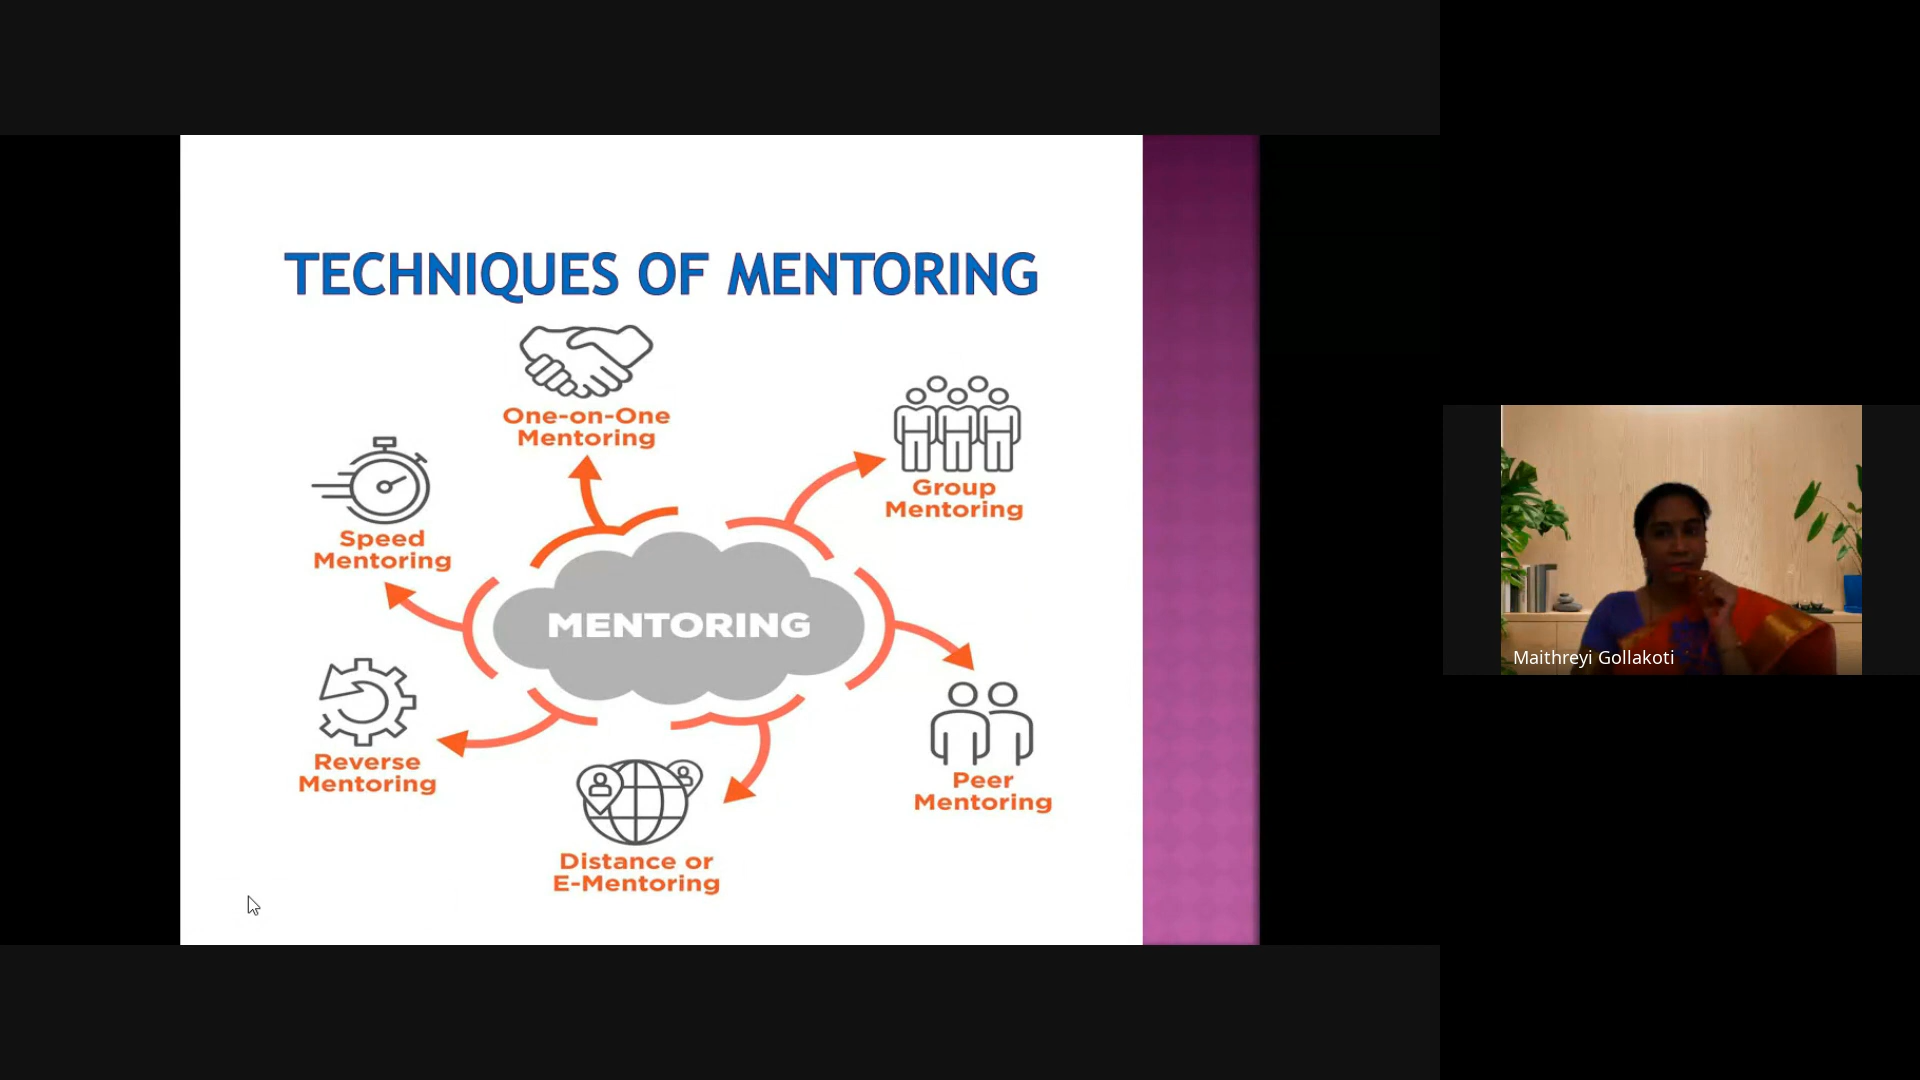 TECHNIQUES OF MENTORING
One-on-One
Mentoring
Group
Mentoring
Speed
Mentoring
MENTORING
Reverse
Mentoring
Peer
Mentoring
Distance or
E-Mentoring
Maithreyi Gollakoti